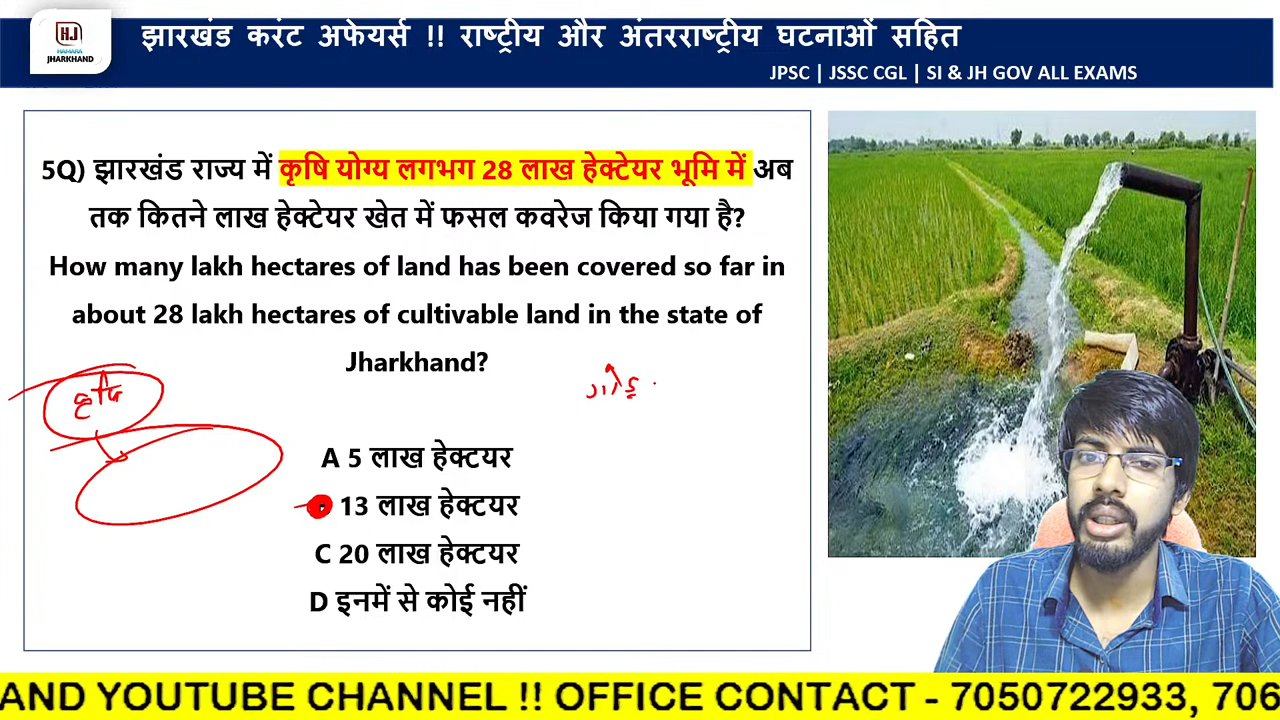 झारखंड करंट अफेयर्स !! राष्ट्रीय और अंतरराष्ट्रीय घटनाओं सहित
HJ
HAMARA
JHARKHAND
JPSC | JSSC CGL | SI & JH GOV ALL EXAMS
5Q) झारखंड राज्य में कृषि योग्य लगभग 28 लाख हेक्टेयर भूमि में अब
तक कितने लाख हेक्टेयर खेत में फसल कवरेज किया गया है?
How many lakh hectares of land has been covered so far in
about 28 lakh hectares of cultivable land in the state of
Jharkhand?
A 5 लाख हेक्टयर
13 लाख हेक्टयर
C 20 लाख हेक्टयर
D इनमें से कोई नहीं
AND YOUTUBE CHANNEL !! OFFICE CONTACT - 7050722933, 706